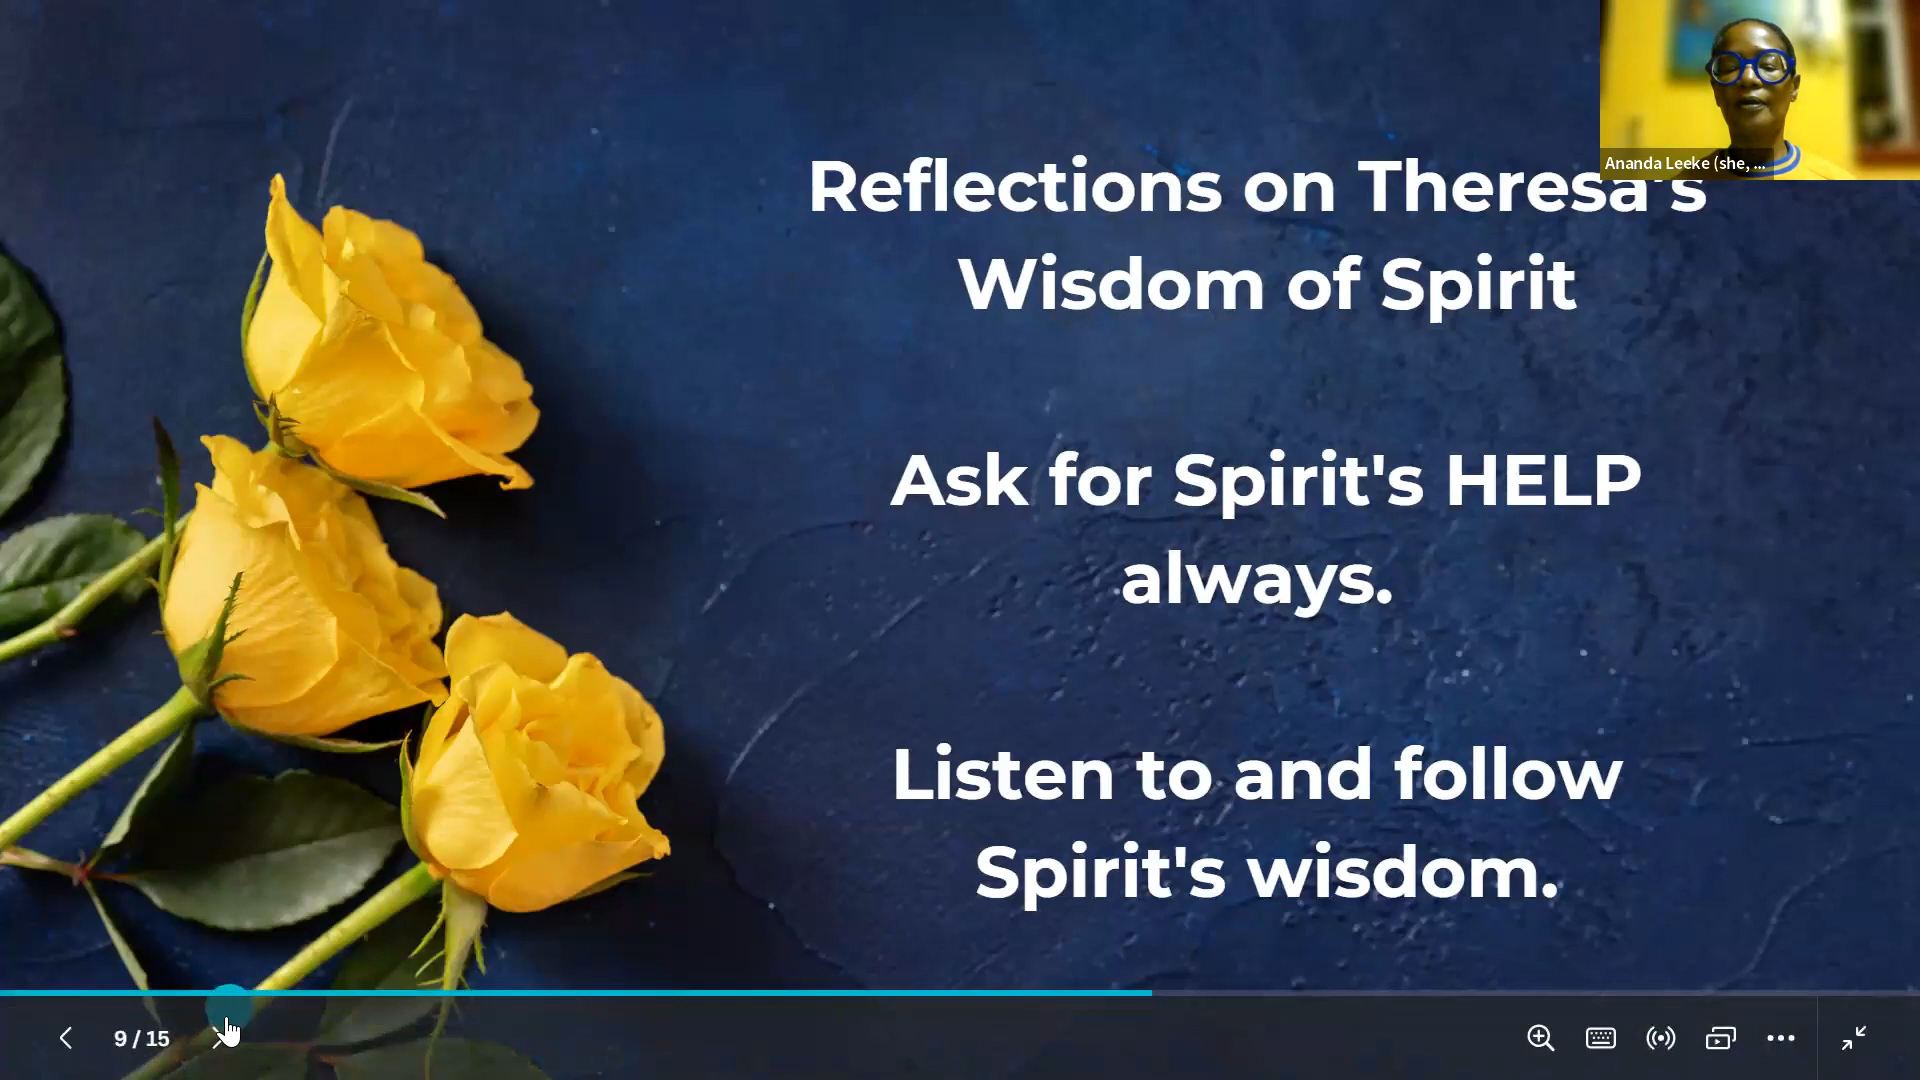 Ananda Leeke (she, ...
Reflections on Theresa's
Wisdom of Spirit
Ask for Spirit's HELP
always.
Listen to and follow
Spirit's wisdom.
9 / 15